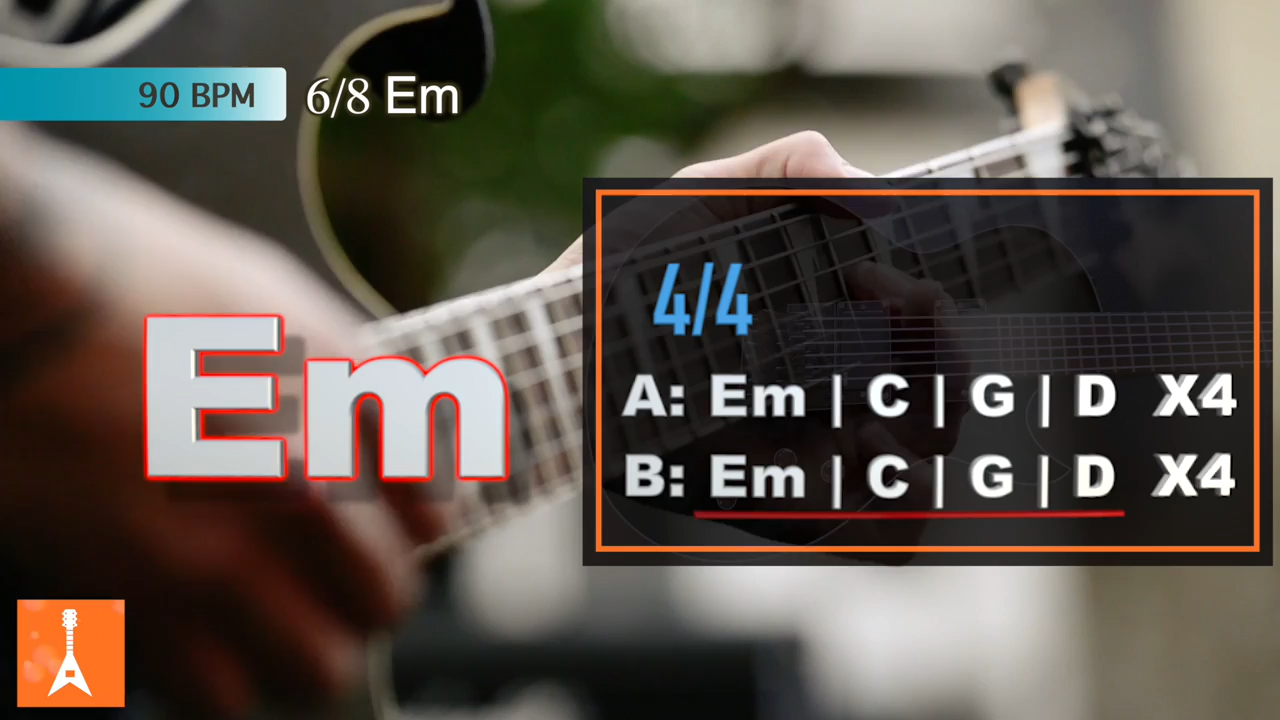 90 BPM 6/8 Em
Em
4/4
A: Em | C | G | D X4
B: Em | C | G | D X4